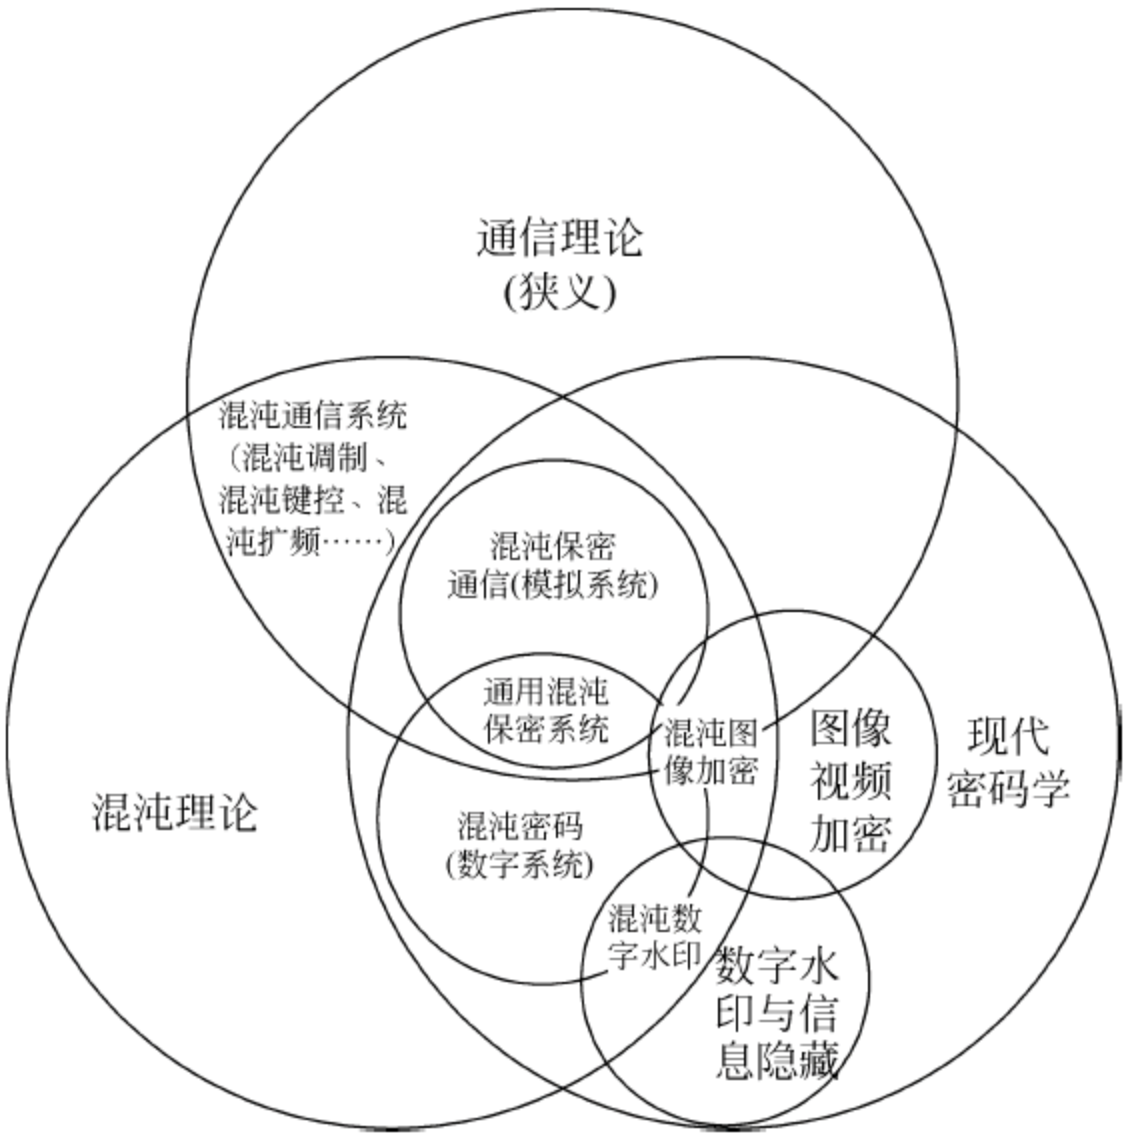 通信理论
(狭义)
混沌通信系统
(混沌调制、
混沌键控、混
沌扩频……)
混沌保密
通信(模拟系统)
通用混沌
保密系统
混沌图
像加密
图像
视频
加密
现代
密码学
混沌理论
混沌密码
(数字系统)
混沌数
字水印
数字水
印与信
息隐藏